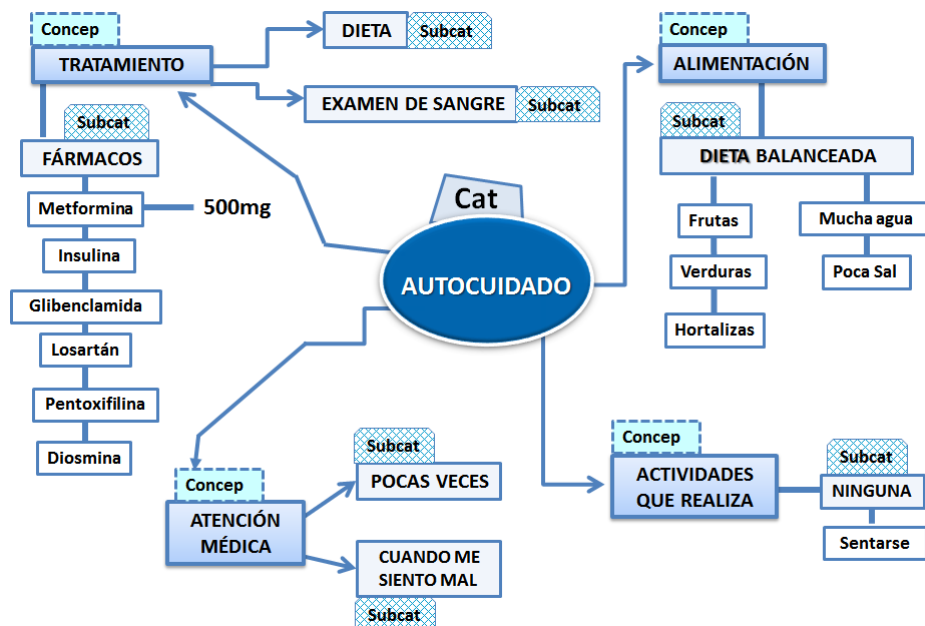 Concep
TRATAMIENTO
DIETA
Subcat
EXAMEN DE SANGRE
Subcat
Subcat
FÁRMACOS
Metformina
500mg
Insulina
Glibenclamida
Losartán
Pentoxifilina
Diosmina
Cat
AUTOCUIDADO
Concep
ALIMENTACIÓN
Subcat
DIETA BALANCEADA
Frutas
Verduras
Hortalizas
Mucha agua
Poca Sal
Concep
ATENCIÓN
MÉDICA
Subcat
POCAS VECES
CUANDO ME
SIENTO MAL
Subcat
Concep
ACTIVIDADES
QUE REALIZA
Subcat
NINGUNA
Sentarse